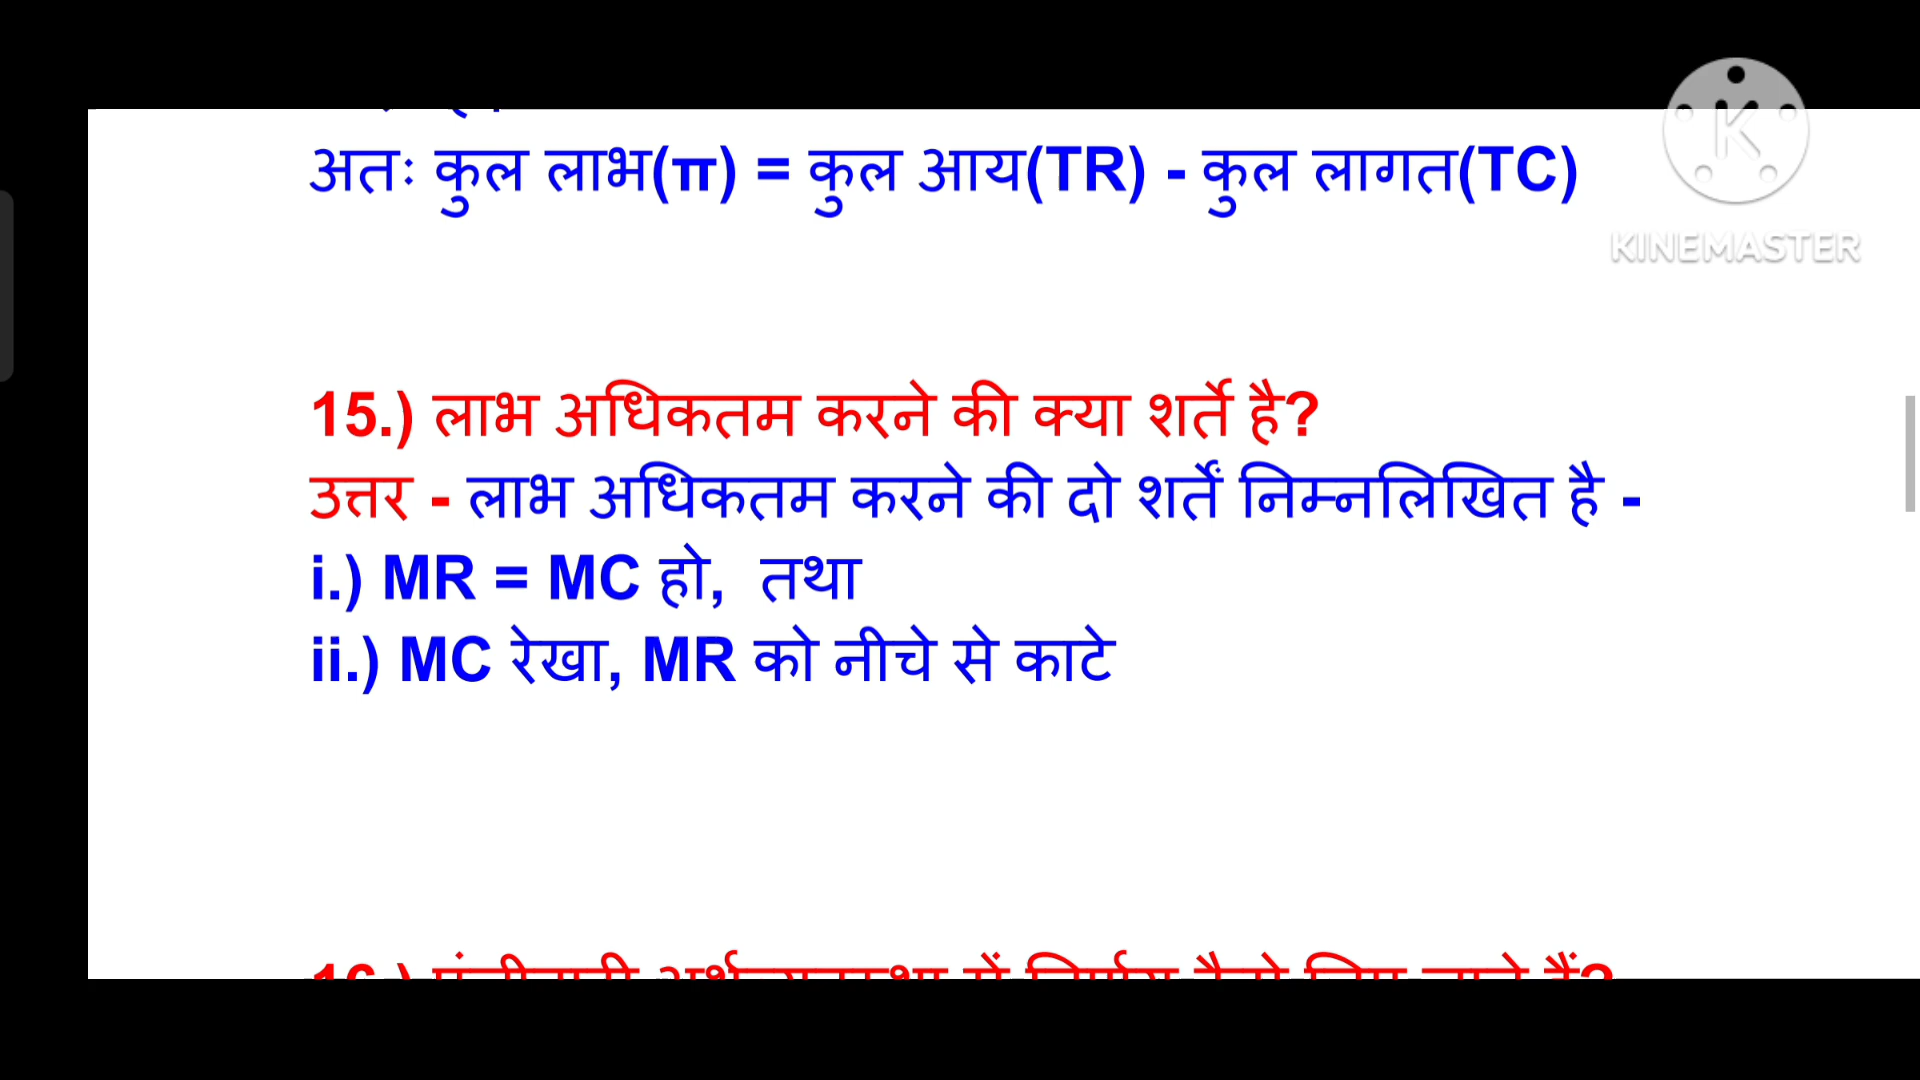 अतः कुल लाभ(π) = कुल आय(TR) - कुल लागत(TC)
KINEMASTER
15.) लाभ अधिकतम करने की क्या शर्ते है?
उत्तर - लाभ अधिकतम करने की दो शर्तें निम्नलिखित है -
i.) MR = MC हो, तथा
ii.) MC रेखा, MR को नीचे से काटे